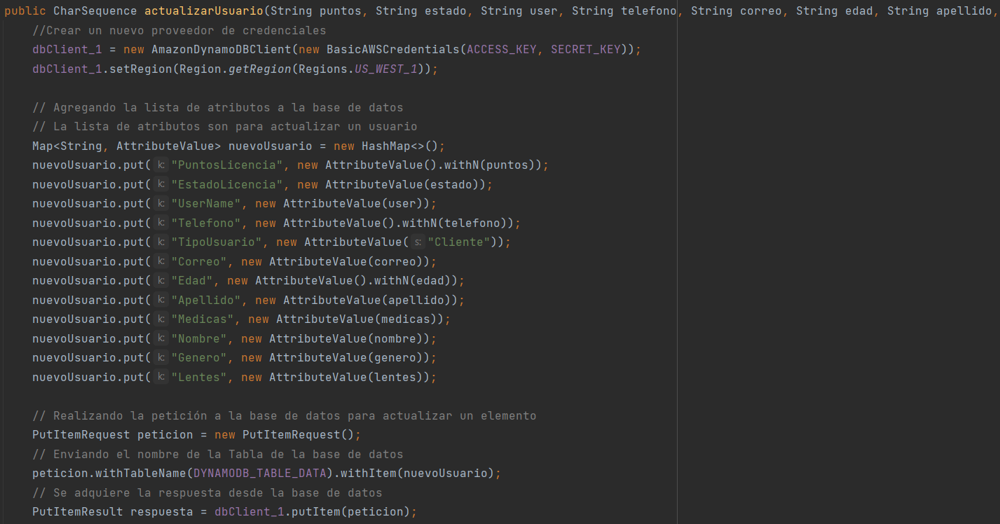 public CharSequence actualizarUsuario(String puntos, String estado, String user, String telefono, String correo, String edad, String apellido,
//Crear un nuevo proveedor de credenciales
dbClient_1 = new AmazonDynamoDBClient(new BasicAWSCredentials(ACCESS_KEY, SECRET_KEY));
dbClient_1.setRegion(Region.getRegion(Regions.US_WEST_1));
// Agregando la lista de atributos a la base de datos
// La lista de atributos son para actualizar un usuario
Map<String, AttributeValue> nuevoUsuario = new HashMap<>();
nuevoUsuario.put( k: "PuntosLicencia", new AttributeValue().withN(puntos));
nuevoUsuario.put( k: "EstadoLicencia", new AttributeValue(estado));
nuevoUsuario.put( k: "UserName", new AttributeValue(user));
nuevoUsuario.put( k: "Telefono", new AttributeValue().withN(telefono));
nuevoUsuario.put( k: "TipoUsuario", new AttributeValue( s: "Cliente"));
nuevoUsuario.put( k: "Correo", new AttributeValue(correo));
nuevoUsuario.put( k: "Edad", new AttributeValue().withN(edad));
nuevoUsuario.put( k: "Apellido", new AttributeValue(apellido));
nuevoUsuario.put( k: "Medicas", new AttributeValue(medicas));
nuevoUsuario.put( k: "Nombre", new AttributeValue(nombre));
nuevoUsuario.put( k: "Genero", new AttributeValue(genero));
nuevoUsuario.put( k: "Lentes", new AttributeValue(lentes));
// Realizando la petición a la base de datos para actualizar un elemento
PutItemRequest peticion = new PutItemRequest();
// Enviando el nombre de la Tabla de la base de datos
peticion.withTableName(DYNAMODB_TABLE_DATA).withItem(nuevoUsuario);
// Se adquiere la respuesta desde la base de datos
PutItemResult respuesta = dbClient_1.putItem(peticion);